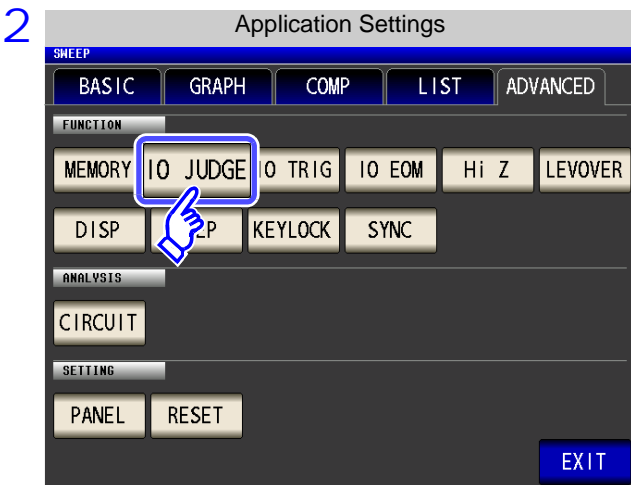 2
Application Settings
SWEEP
BASIC GRAPH COMP LIST ADVANCED
FUNCTION
MEMORY IO JUDGE IO TRIG IO EOM Hi Z LEVOVER
DISP KEYLOCK SYNC
ANALYSIS
CIRCUIT
SETTING
PANEL RESET
EXIT